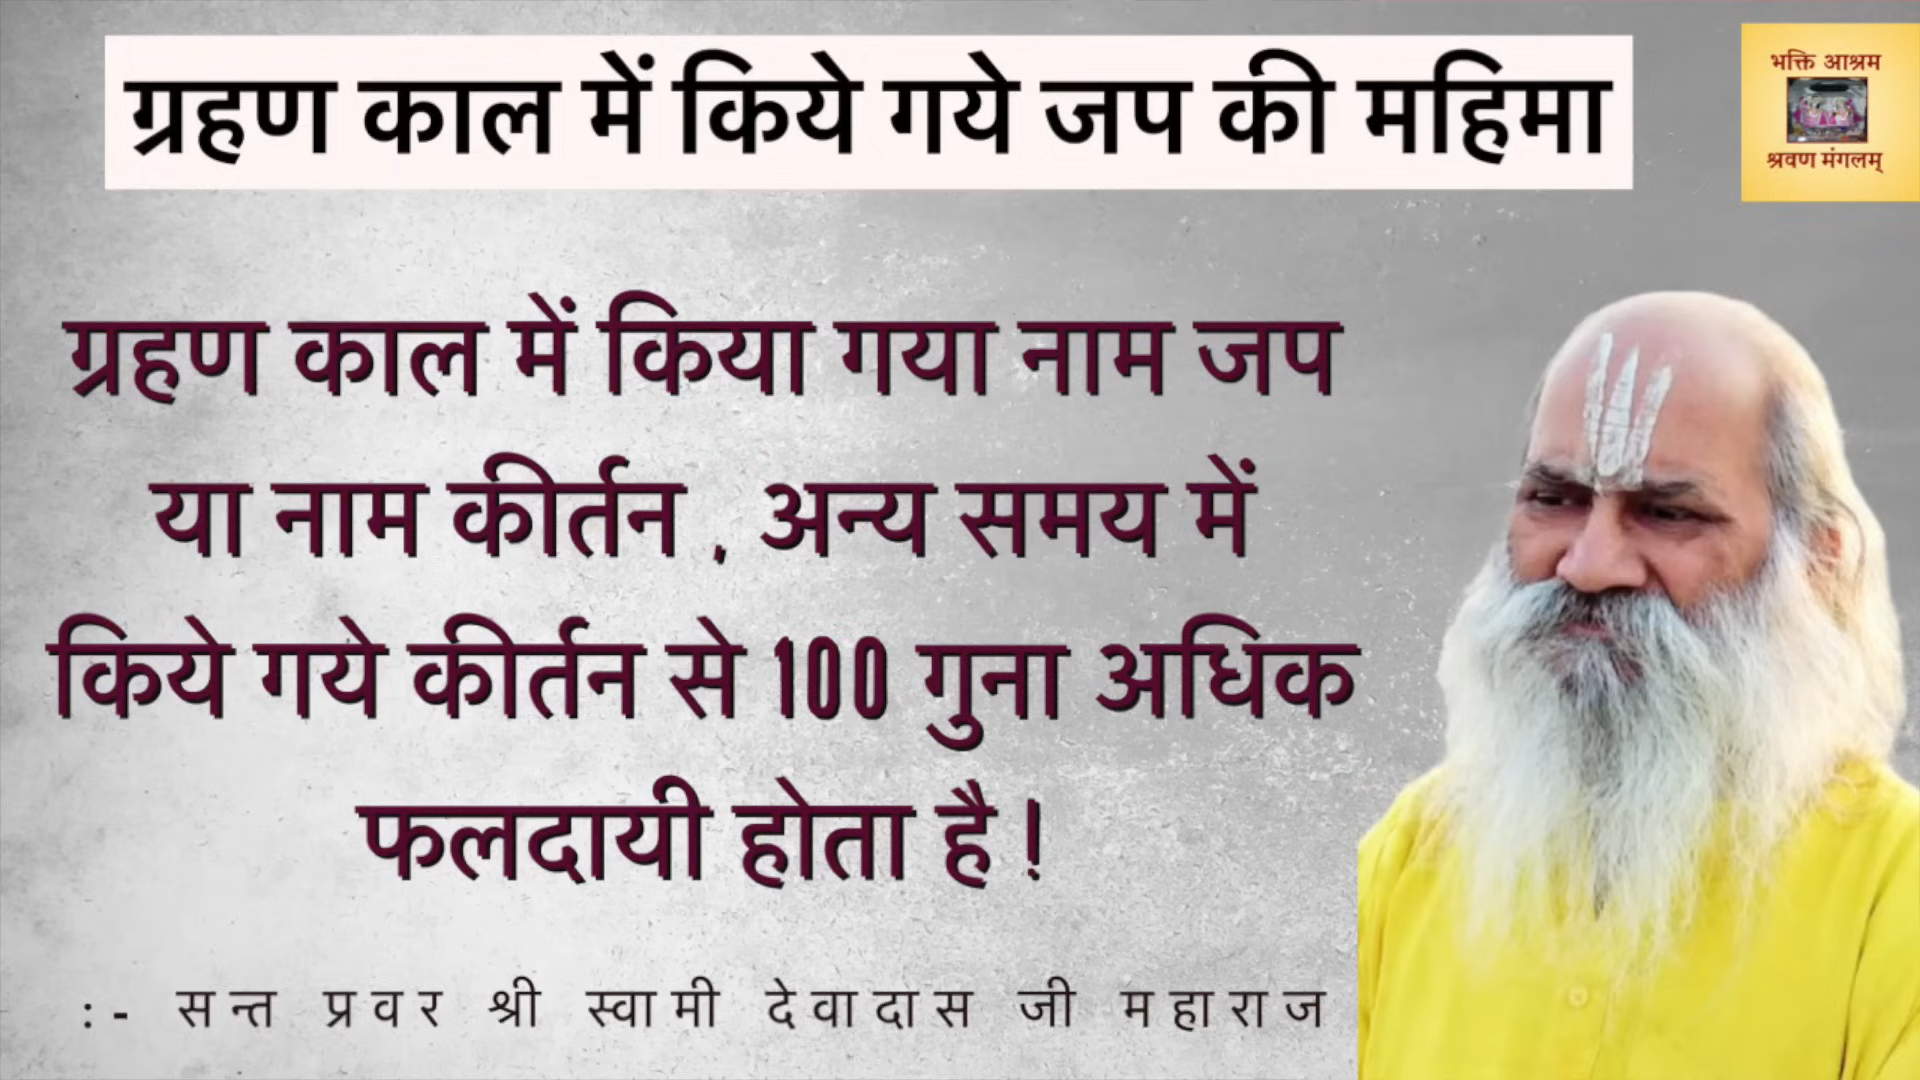 ग्रहण काल में किये गये जप की महिमा
भक्ति आश्रम
श्रवण मंगलम्
ग्रहण काल में किया गया नाम जप
या नाम कीर्तन , अन्य समय में
किये गये कीर्तन से 100 गुना अधिक
फलदायी होता है !
:- सन्त प्रवर श्री स्वामी देवादास जी महाराज